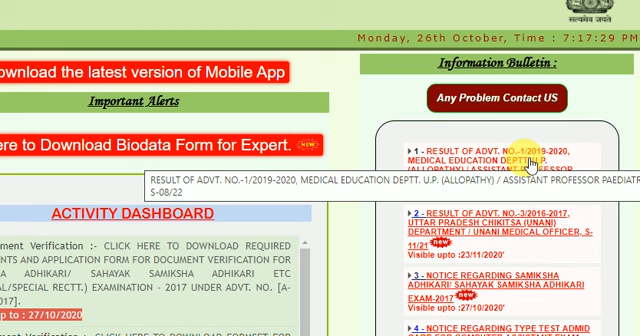 सत्यमेव जयते
Monday, 26th October, Time : 7:17:29 PM
ownload the latest version of Mobile App
Important Alerts
ere to Download Biodata Form for Expert. NEW
ACTIVITY DASHBOARD
ument Verification :- CLICK HERE TO DOWNLOAD REQUIRED
NTS AND APPLICATION FORM FOR DOCUMENT VERIFICATION FOR
HA ADHIKARI/ SAHAYAK SAMIKSHA ADHIKARI ETC
AL/SPECIAL RECTT.) EXAMINATION - 2017 UNDER ADVT. NO. [A-
017].
p to : 27/10/2020
Information Bulletin :
Any Problem Contact US
1 - RESULT OF ADVT. NO.-1/2019-2020,
MEDICAL EDUCATION DEPTT. U.P.
(ALLOPATHY) / ASSISTANT PROFESSOR
RESULT OF ADVT. NO.-1/2019-2020, MEDICAL EDUCATION DEPTT. U.P. (ALLOPATHY) / ASSISTANT PROFESSOR PAEDIATR
S-08/22
2 - RESULT OF ADVT. NO.-3/2016-2017,
UTTAR PRADESH CHIKITSA (UNANI)
DEPARTMENT / UNANI MEDICAL OFFICER, S-
11/21 new
Visible upto :23/11/2020'
3 - NOTICE REGARDING SAMIKSHA
ADHIKARI/ SAHAYAK SAMIKSHA ADHIKARI
EXAM-2017 new
Visible upto :27/10/2020'
4 - NOTICE REGARDING TYPE TEST ADMIT